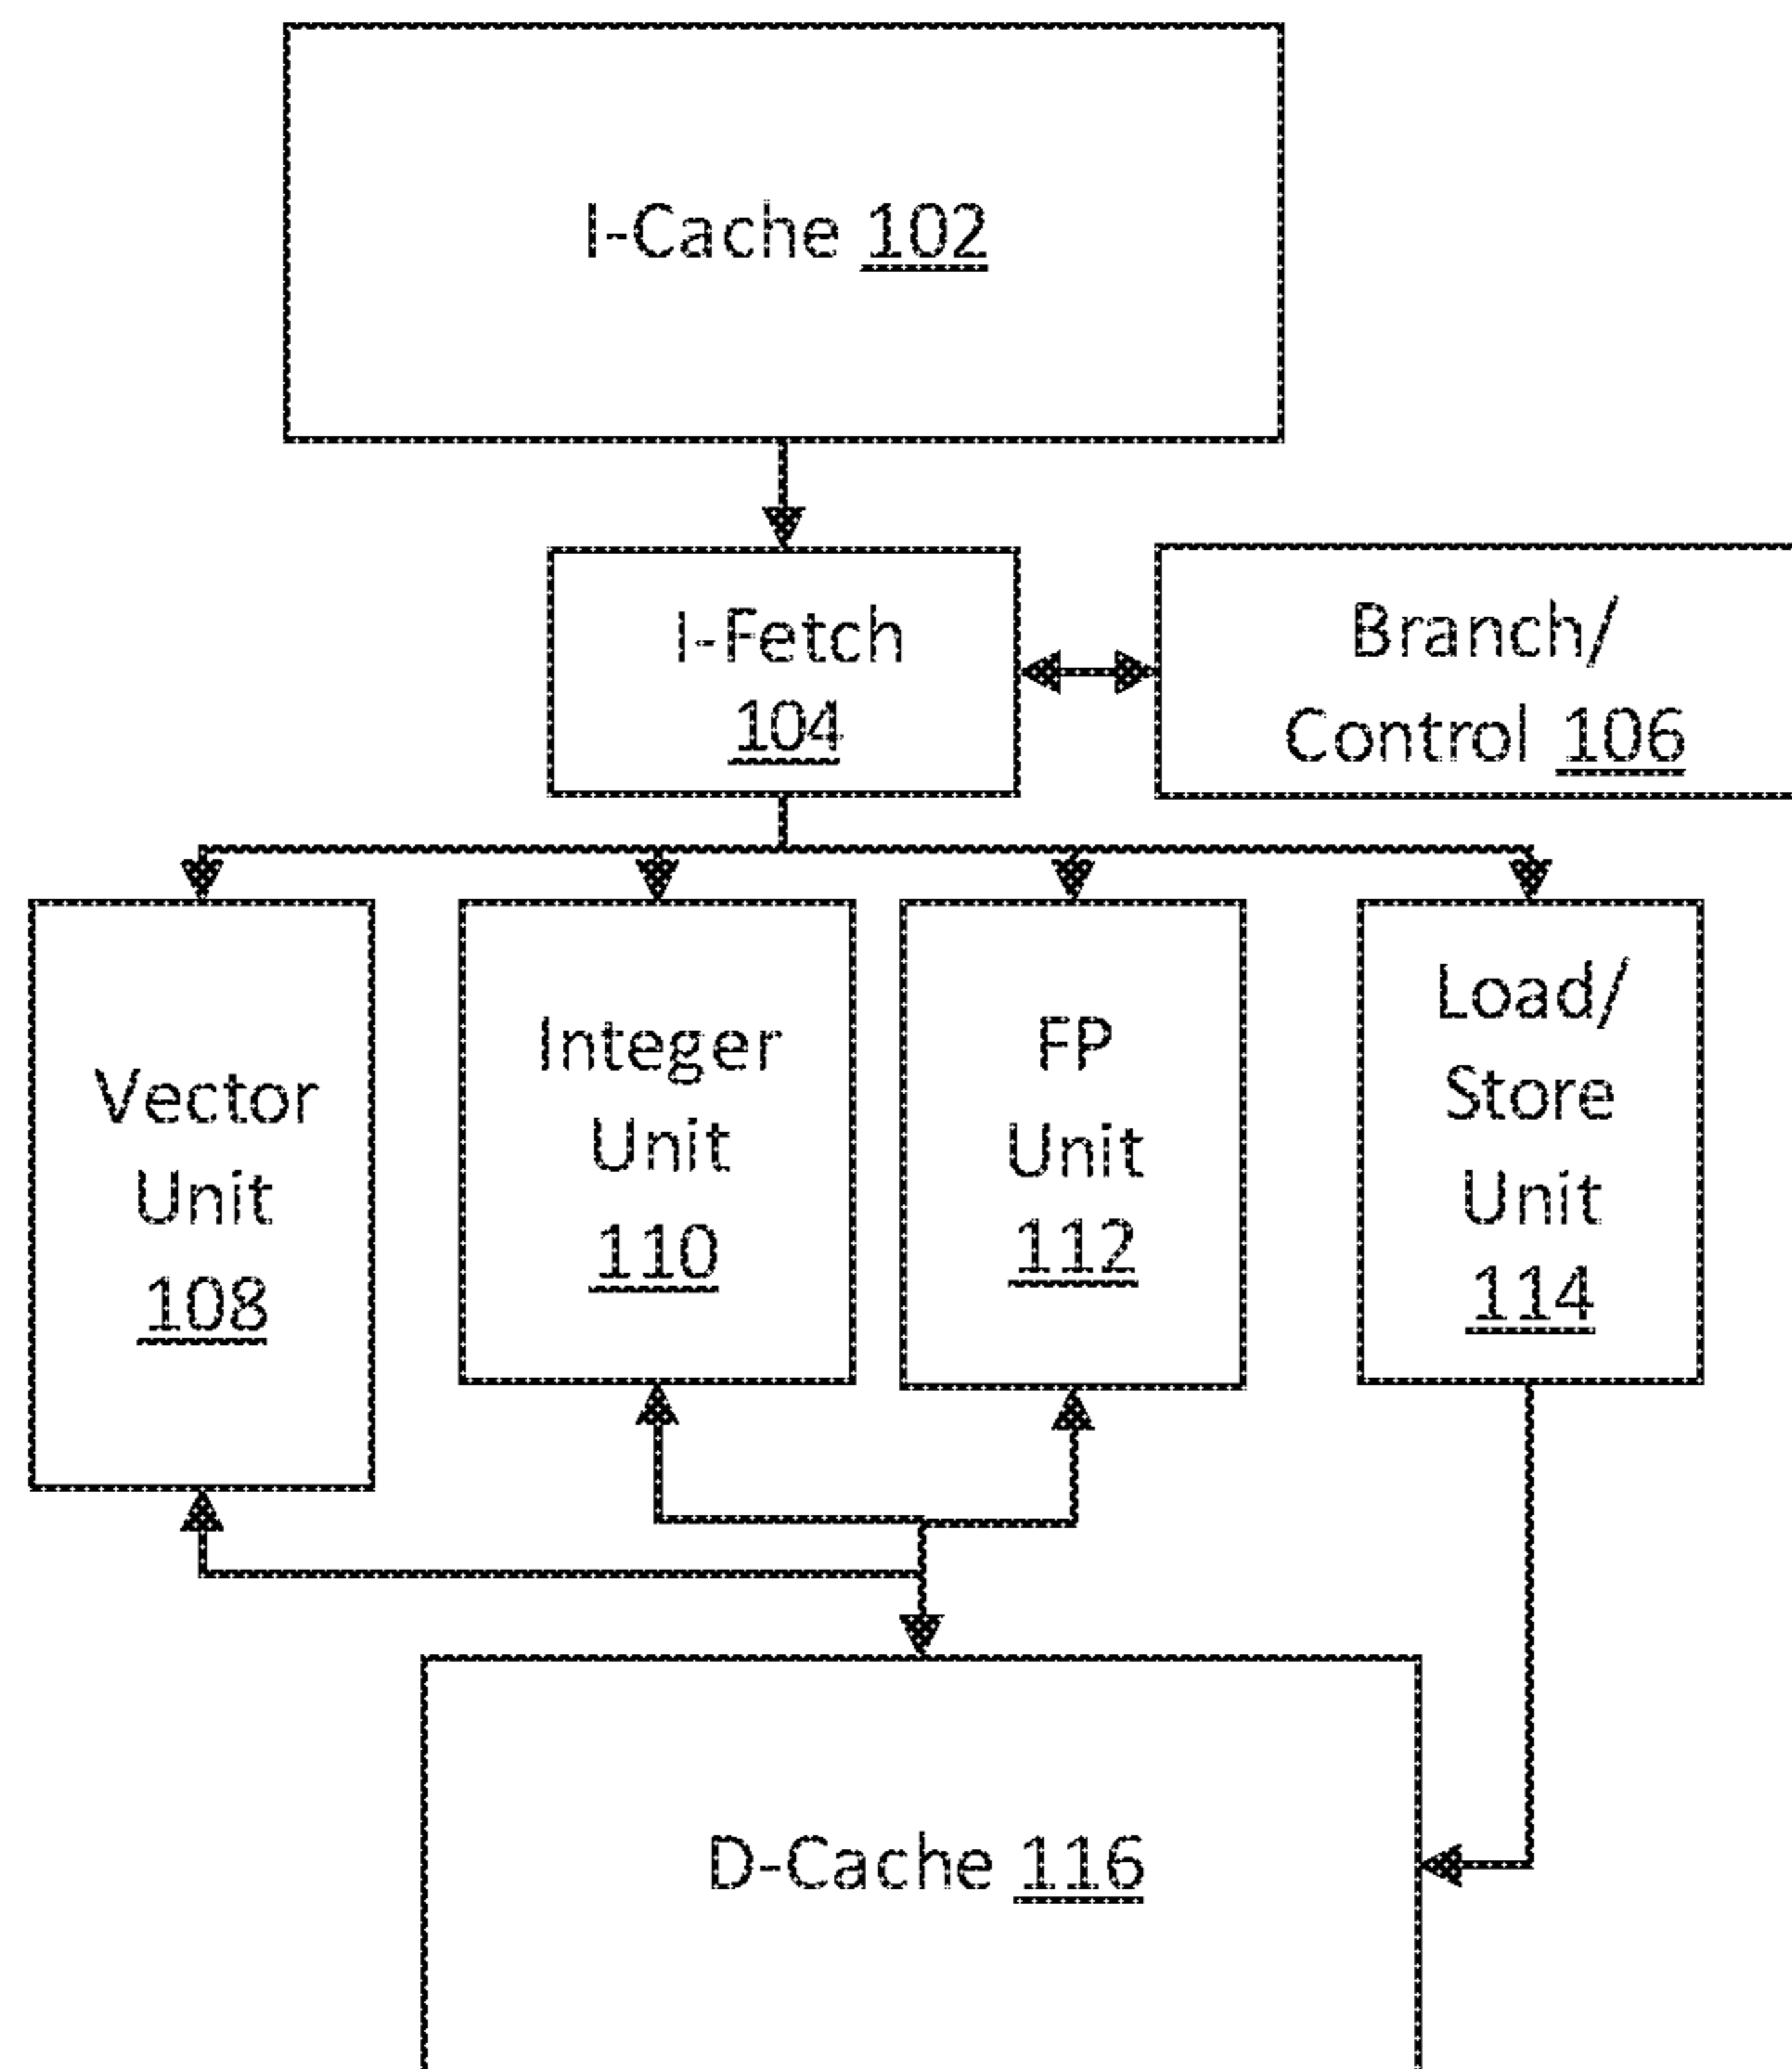 I-Cache 102
I-Fetch
104
Branch/
Control 106
Vector
Unit
108
Integer
Unit
110
FP
Unit
112
Load/
Store
Unit
114
D-Cache 116